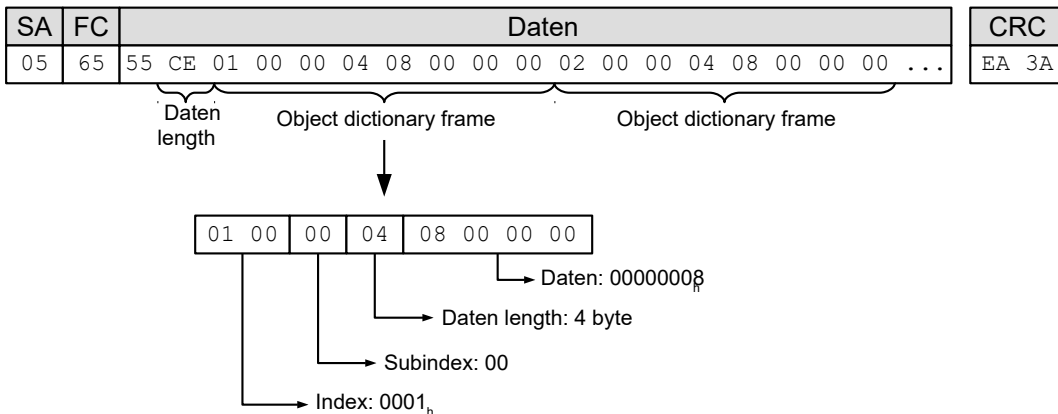 SA FC Daten CRC
05 65 55 CE 01 00 00 04 08 00 00 00 02 00 00 04 08 00 00 00 ... EA 3A
Daten length
Object dictionary frame
Object dictionary frame
01 00 00 04 08 00 00 00
Daten: 00000008h
Daten length: 4 byte
Subindex: 00
Index: 0001h